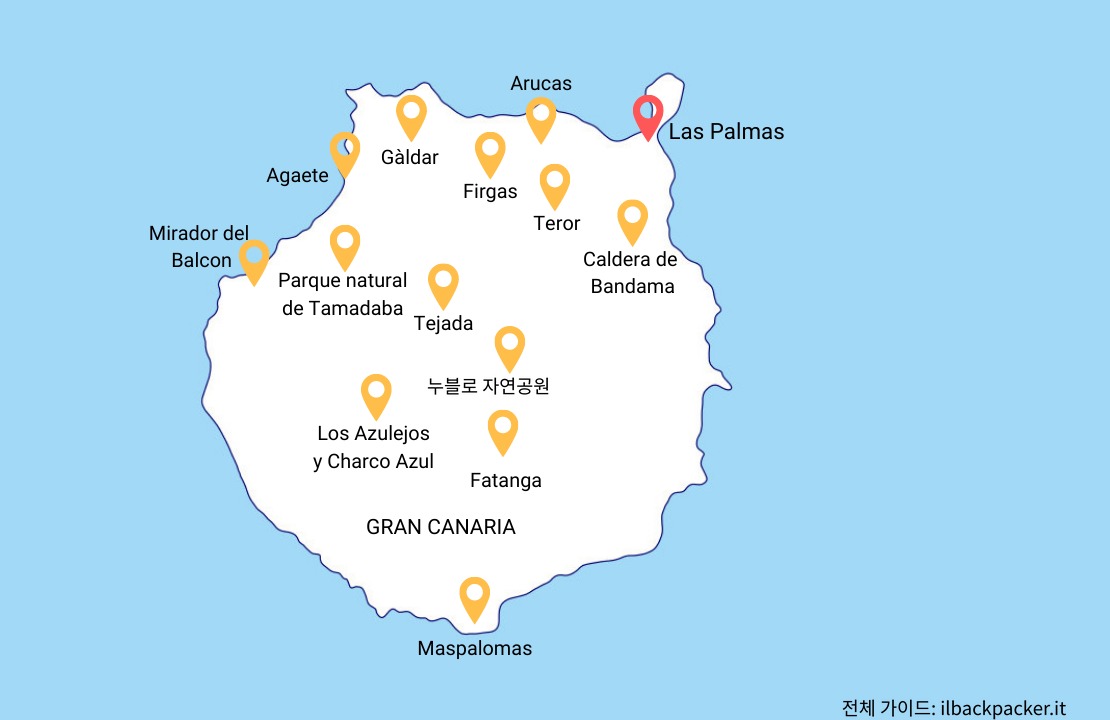 Arucas
Las Palmas
Gàldar
Agaete
Firgas
Teror
Mirador del
Balcon
Caldera de
Bandama
Parque natural
de Tamadaba
Tejada
누블로 자연공원
Los Azulejos
y Charco Azul
Fatanga
GRAN CANARIA
Maspalomas
전체 가이드: ilbackpacker.it